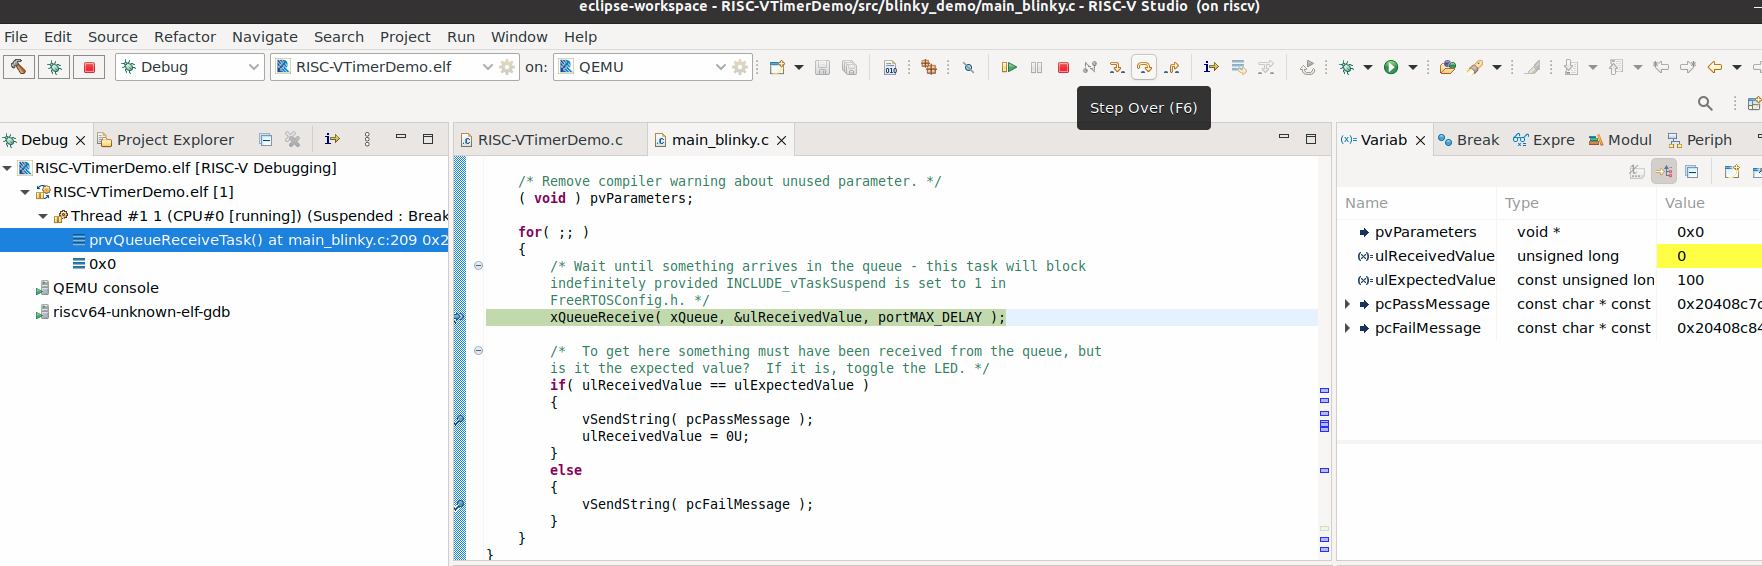 eclipse-workspace - RISC-VTimerDemo/src/blinky_demo/main_blinky.c - RISC-V Studio (on riscv)
File Edit Source Refactor Navigate Search Project Run Window Help
Debug RISC-VTimerDemo.elf on: QEMU
010
Step Over (F6)
Debug Project Explorer
RISC-VTimerDemo.elf [RISC-V Debugging]
RISC-VTimerDemo.elf [1]
Thread #1 1 (CPU#0 [running]) (Suspended : Break
prvQueueReceiveTask() at main_blinky.c:209 0x2
0x0
QEMU console
riscv64-unknown-elf-gdb
RISC-VTimerDemo.c main_blinky.c
/* Remove compiler warning about unused parameter. */
( void ) pvParameters;
for( ;; )
{
/* Wait until something arrives in the queue - this task will block
indefinitely provided INCLUDE_vTaskSuspend is set to 1 in
FreeRTOSConfig.h. */
xQueueReceive( xQueue, &ulReceivedValue, portMAX_DELAY );
/*  To get here something must have been received from the queue, but
is it the expected value?  If it is, toggle the LED. */
if( ulReceivedValue == ulExpectedValue )
{
vSendString( pcPassMessage );
ulReceivedValue = 0U;
}
else
{
vSendString( pcFailMessage );
}
}
}
(x)= Variab Break Expre Modul Periph
Name Type Value
pvParameters void * 0x0
(x)= ulReceivedValue unsigned long 0
(x)= ulExpectedValue const unsigned lon 100
pcPassMessage const char * const 0x20408c7c
pcFailMessage const char * const 0x20408c84